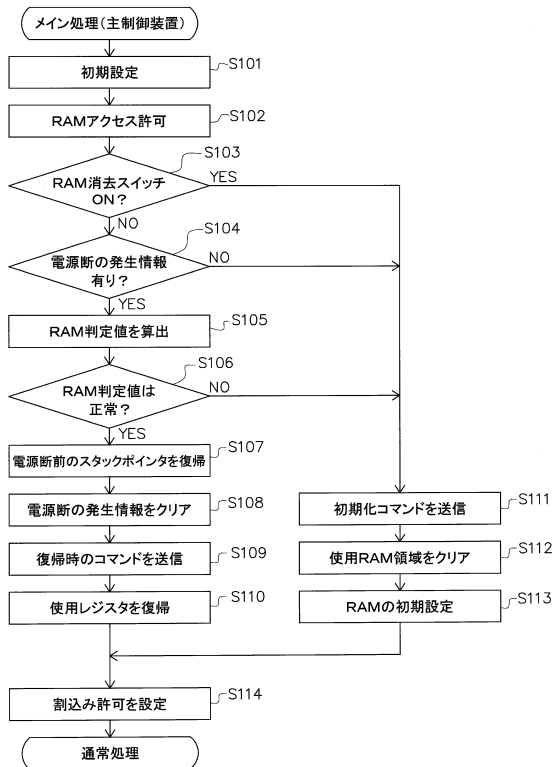 メイン処理(主制御装置)
初期設定
S101
RAMアクセス許可
S102
S103
RAM消去スイッチ
ON?
YES
NO
S104
電源断の発生情報
有り?
NO
YES
RAM判定値を算出
S105
S106
RAM判定値は
正常?
NO
YES
電源断前のスタックポインタを復帰
S107
電源断の発生情報をクリア
S108
復帰時のコマンドを送信
S109
使用レジスタを復帰
S110
初期化コマンドを送信
S111
使用RAM領域をクリア
S112
RAMの初期設定
S113
割込み許可を設定
S114
通常処理